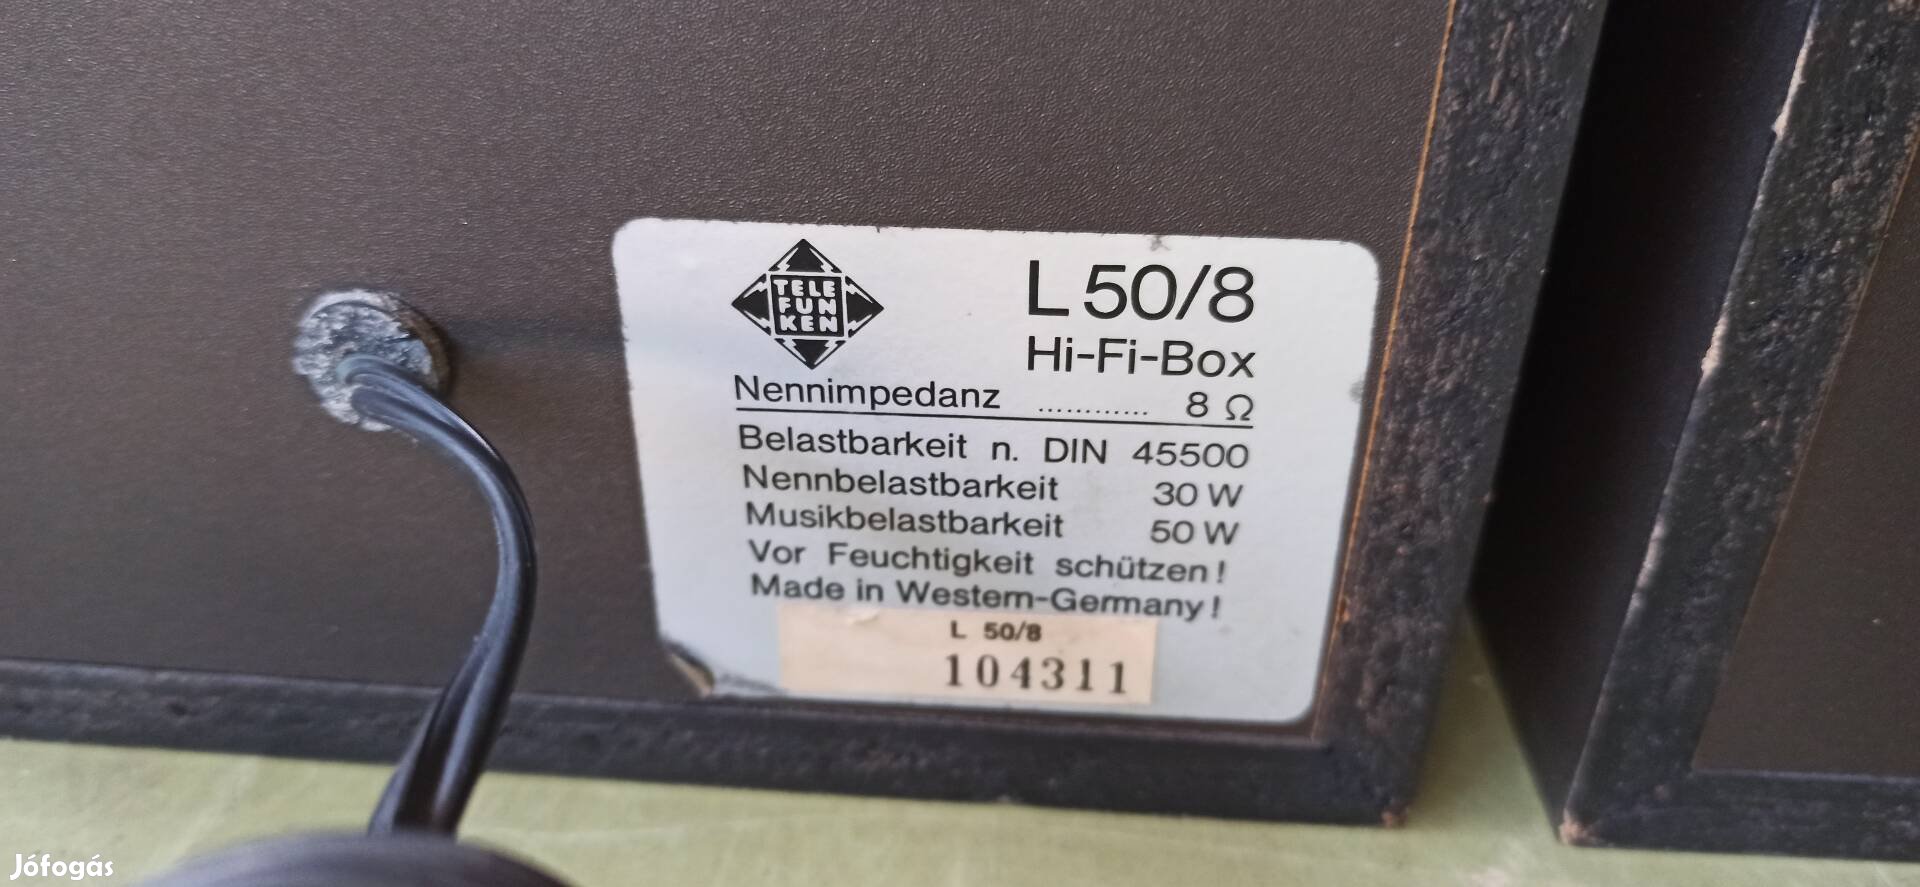 TELE
FUN
KEN
L 50/8
Hi-Fi-Box
Nennimpedanz ............ 8 Ω
Belastbarkeit n. DIN 45500
Nennbelastbarkeit 30 W
Musikbelastbarkeit 50 W
Vor Feuchtigkeit schützen!
Made in Western-Germany!
L 50/8
104311
Jófogás